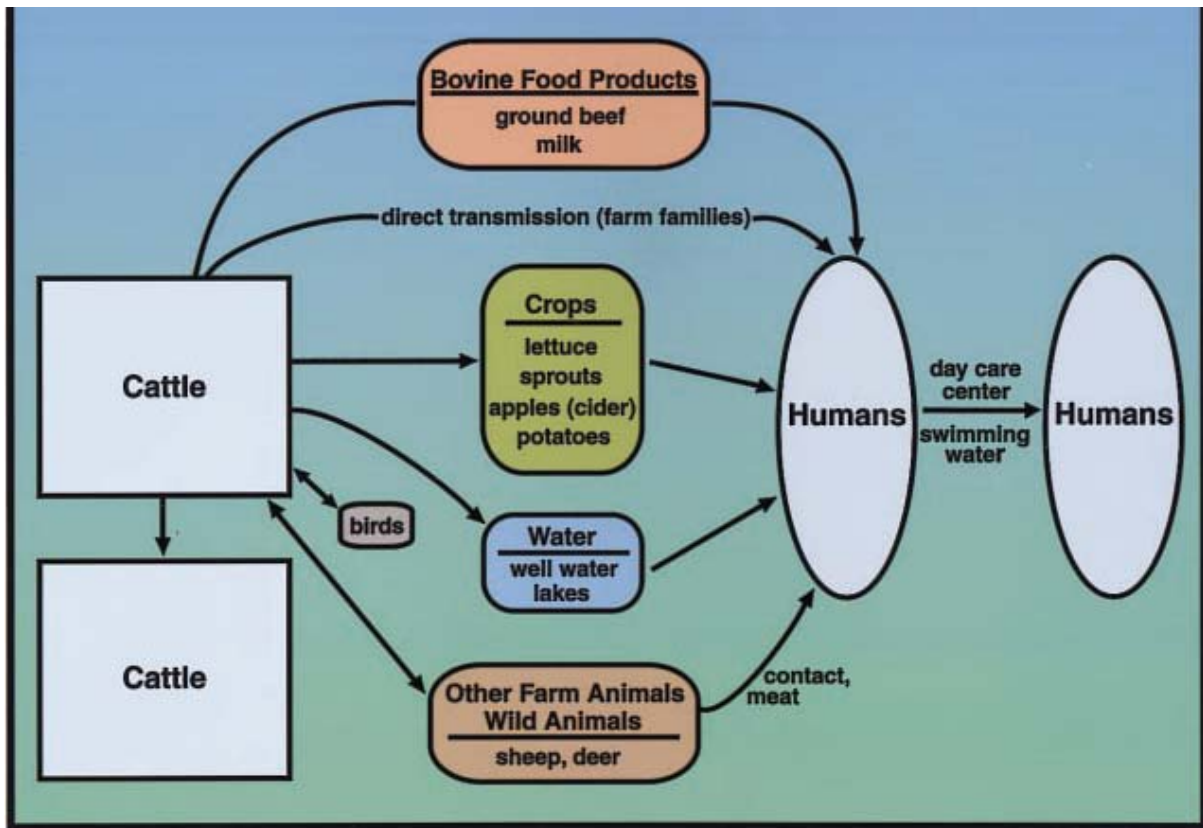 Bovine Food Products
ground beef
milk
direct transmission (farm families)
Cattle
Crops
lettuce
sprouts
apples (cider)
potatoes
Humans
day care
center
swimming
water
Humans
birds
Water
well water
lakes
Cattle
Other Farm Animals
Wild Animals
sheep, deer
contact,
meat